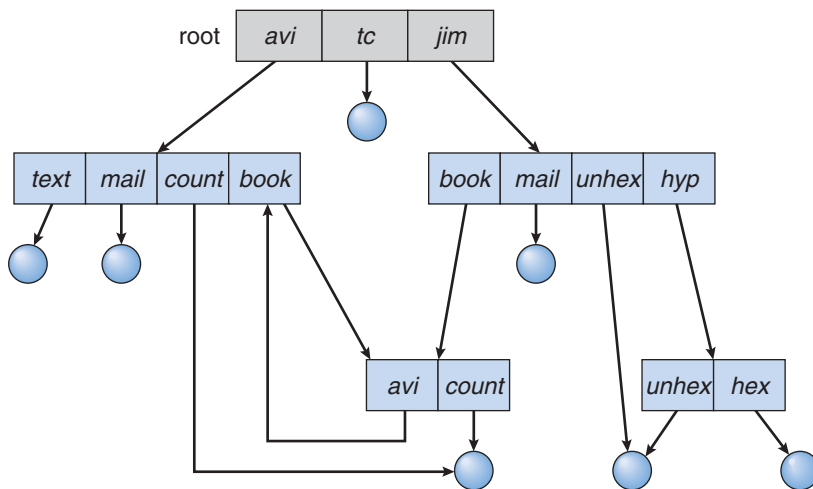 root avi tc jim
text mail count book book mail unhex hyp
avi count unhex hex